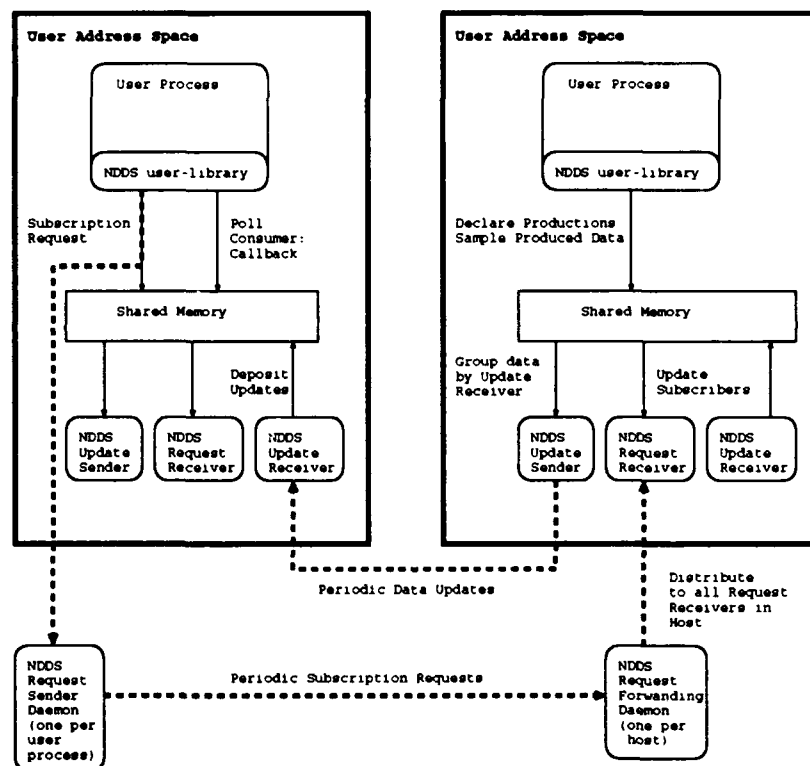 User Address Space
User Process
NDDS user-library
Subscription
Request
Poll
Consumer:
Callback
Shared Memory
Deposit
Updates
NDDS
Update
Sender
NDDS
Request
Receiver
NDDS
Update
Receiver
User Address Space
User Process
NDDS user-library
Declare Productions
Sample Produced Data
Shared Memory
Group data
by Update
Receiver
Update
Subscribers
NDDS
Update
Sender
NDDS
Request
Receiver
NDDS
Update
Receiver
Periodic Data Updates
Distribute
to all Request
Receivers in
Host
NDDS
Request
Sender
Daemon
(one per
user
process)
Periodic Subscription Requests
NDDS
Request
Forwanding
Daemon
(one per
host)